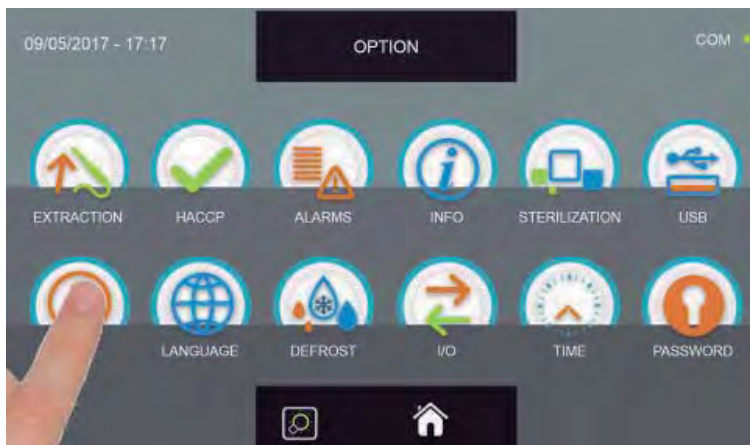 09/05/2017 - 17:17 OPTION COM
EXTRACTION HACCP ALARMS INFO STERILIZATION USB
LANGUAGE DEFROST I/O TIME PASSWORD